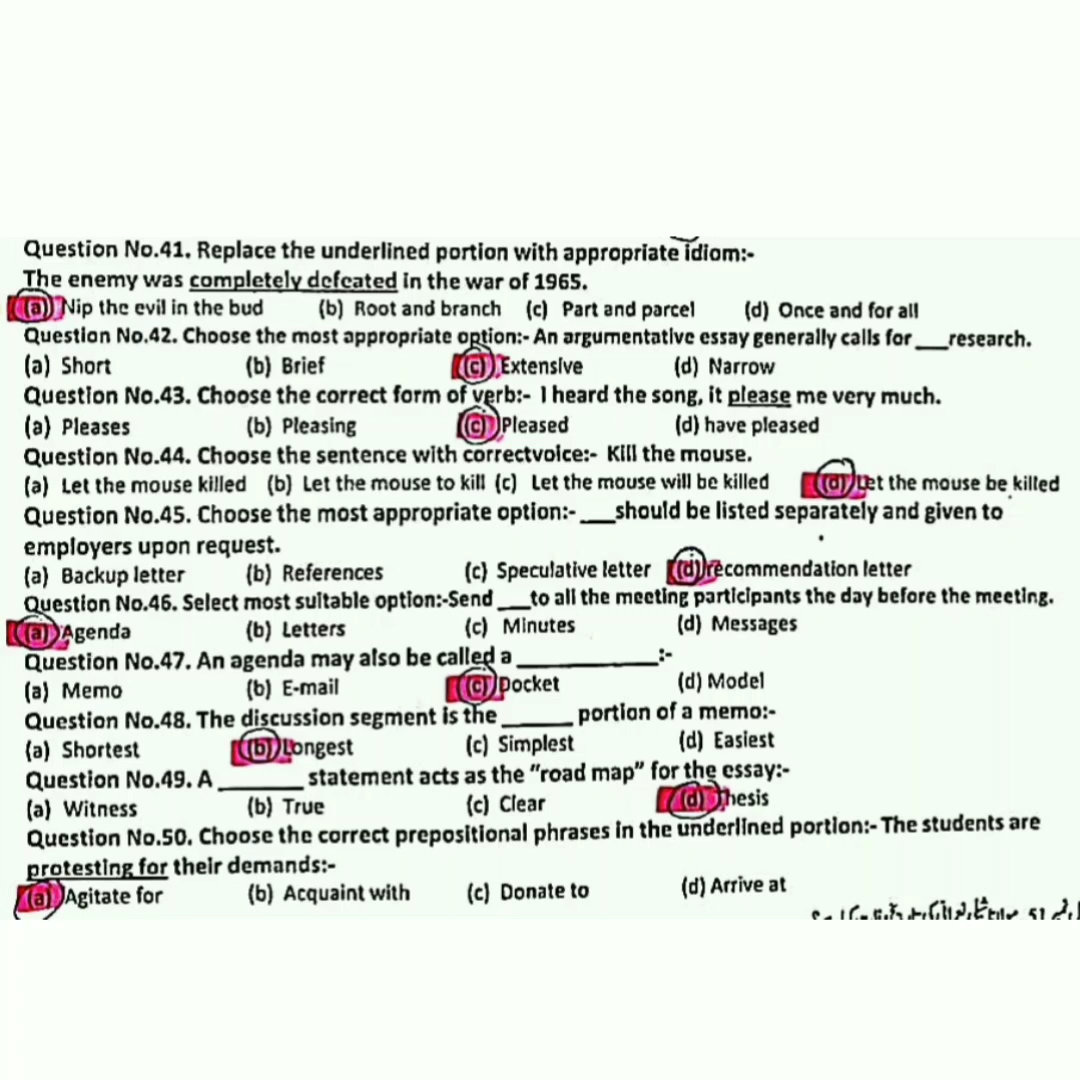 Question No.41. Replace the underlined portion with appropriate idiom:-
The enemy was completely defeated in the war of 1965.
(a) Nip the evil in the bud (b) Root and branch (c) Part and parcel (d) Once and for all
Question No.42. Choose the most appropriate option:- An argumentative essay generally calls for ___research.
(a) Short (b) Brief (c) Extensive (d) Narrow
Question No.43. Choose the correct form of verb:- I heard the song, it please me very much.
(a) Pleases (b) Pleasing (c) Pleased (d) have pleased
Question No.44. Choose the sentence with correctvoice:- Kill the mouse.
(a) Let the mouse killed (b) Let the mouse to kill (c) Let the mouse will be killed (d) Let the mouse be killed
Question No.45. Choose the most appropriate option:- ___should be listed separately and given to
employers upon request.
(a) Backup letter (b) References (c) Speculative letter (d) recommendation letter
Question No.46. Select most suitable option:-Send ___to all the meeting participants the day before the meeting.
(a) Agenda (b) Letters (c) Minutes (d) Messages
Question No.47. An agenda may also be called a ____________:-
(a) Memo (b) E-mail (c) Docket (d) Model
Question No.48. The discussion segment is the ______ portion of a memo:-
(a) Shortest (b) Longest (c) Simplest (d) Easiest
Question No.49. A ________ statement acts as the "road map" for the essay:-
(a) Witness (b) True (c) Clear (d) Thesis
Question No.50. Choose the correct prepositional phrases in the underlined portion:- The students are
protesting for their demands:-
(a) Agitate for (b) Acquaint with (c) Donate to (d) Arrive at
51